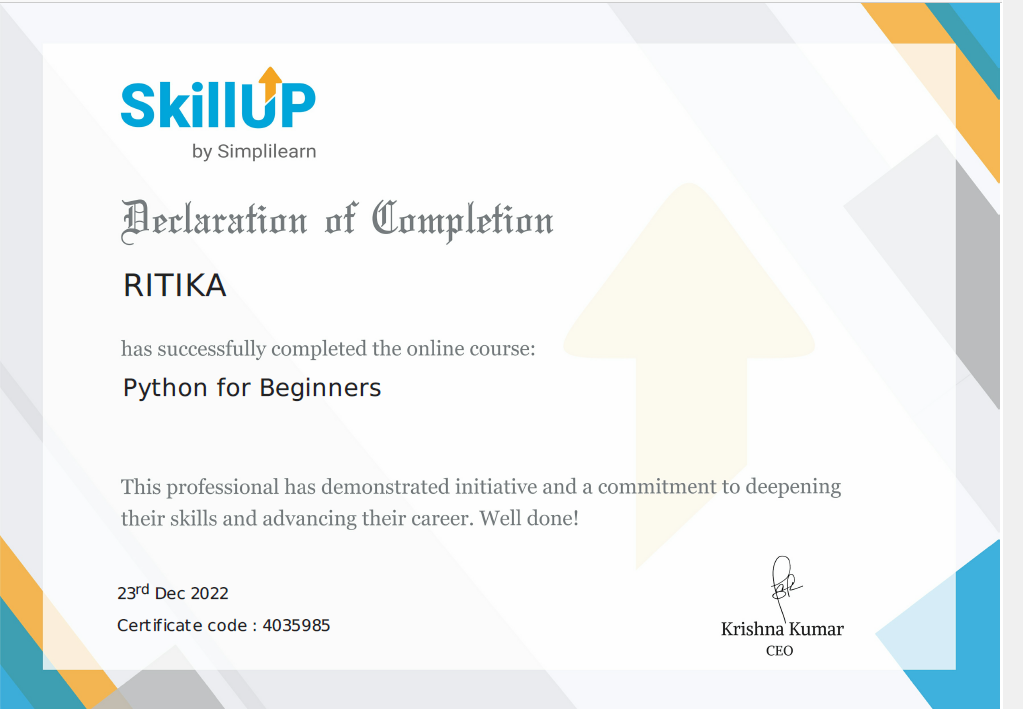 SkillUP
by Simplilearn
Declaration of Completion
RITIKA
has successfully completed the online course:
Python for Beginners
This professional has demonstrated initiative and a commitment to deepening
their skills and advancing their career. Well done!
23rd Dec 2022
Certificate code : 4035985
Krishna Kumar
CEO